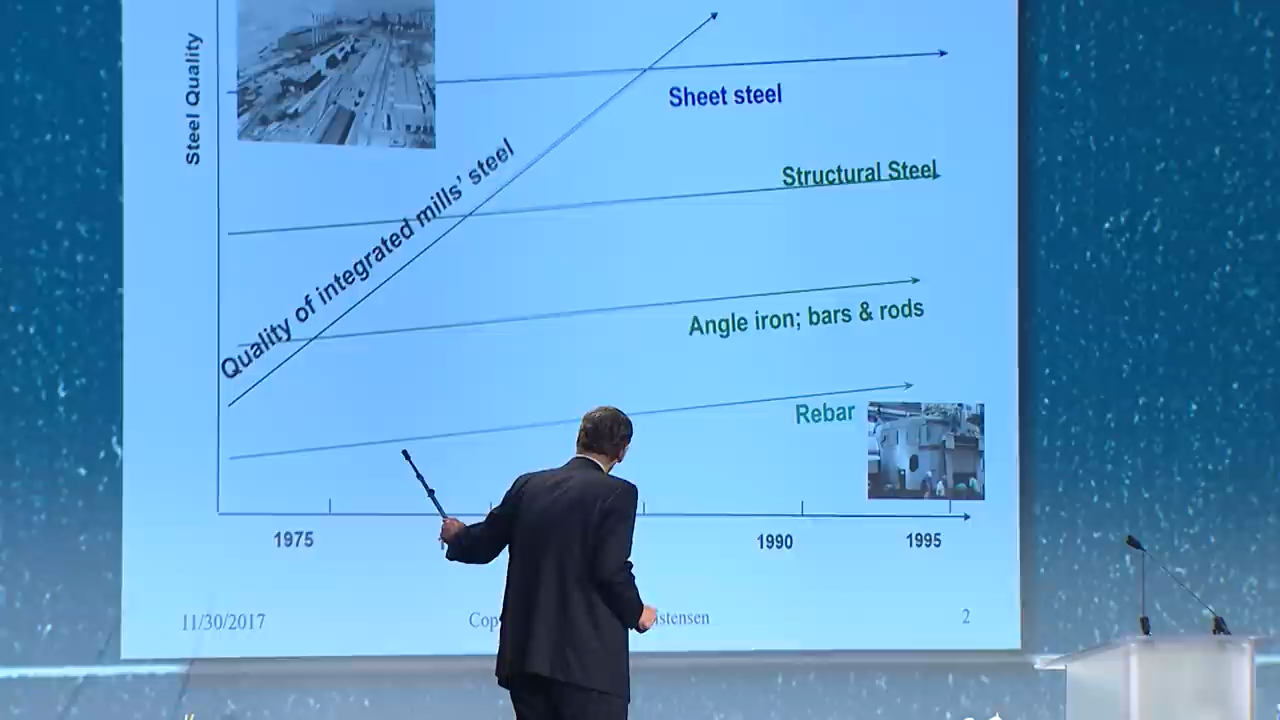 Steel Quality
Sheet steel
Quality of integrated mills’ steel
Structural Steel
Angle iron; bars & rods
Rebar
1975
1990
1995
11/30/2017
2